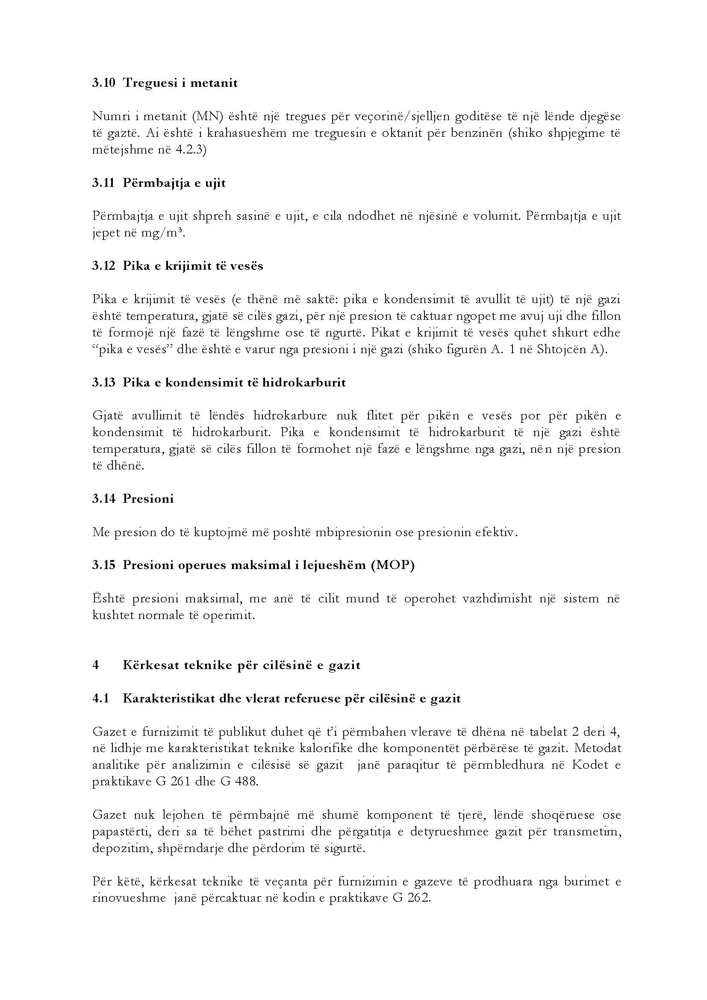 3.10 Treguesi i metanit
Numri i metanit (MN) është një tregues për veçorinë/sjelljen goditëse të një lënde djegëse
të gaztë. Ai është i krahasueshëm me treguesin e oktanit për benzinën (shiko shpjegime të
mëtejshme në 4.2.3)
3.11 Përmbajtja e ujit
Përmbajtja e ujit shpreh sasinë e ujit, e cila ndodhet në njësinë e volumit. Përmbajtja e ujit
jepet në mg/m³.
3.12 Pika e krijimit të vesës
Pika e krijimit të vesës (e thënë më saktë: pika e kondensimit të avullit të ujit) të një gazi
është temperatura, gjatë së cilës gazi, për një presion të caktuar ngopet me avuj uji dhe fillon
të formojë një fazë të lëngshme ose të ngurtë. Pikat e krijimit të vesës quhet shkurt edhe
“pika e vesës” dhe është e varur nga presioni i një gazi (shiko figurën A. 1 në Shtojcën A).
3.13 Pika e kondensimit të hidrokarburit
Gjatë avullimit të lëndës hidrokarbure nuk flitet për pikën e vesës por për pikën e
kondensimit të hidrokarburit. Pika e kondensimit të hidrokarburit të një gazi është
temperatura, gjatë së cilës fillon të formohet një fazë e lëngshme nga gazi, nën një presion
të dhënë.
3.14 Presioni
Me presion do të kuptojmë më poshtë mbipresionin ose presionin efektiv.
3.15 Presioni operues maksimal i lejueshëm (MOP)
Është presioni maksimal, me anë të cilit mund të operohet vazhdimisht një sistem në
kushtet normale të operimit.
4 Kërkesat teknike për cilësinë e gazit
4.1 Karakteristikat dhe vlerat referuese për cilësinë e gazit
Gazet e furnizimit të publikut duhet që t’i përmbahen vlerave të dhëna në tabelat 2 deri 4,
në lidhje me karakteristikat teknike kalorifike dhe komponentët përbërëse të gazit. Metodat
analitike për analizimin e cilësisë së gazit janë paraqitur të përmbledhura në Kodet e
praktikave G 261 dhe G 488.
Gazet nuk lejohen të përmbajnë më shumë komponent të tjerë, lëndë shoqëruese ose
papastërti, deri sa të bëhet pastrimi dhe përgatitja e detyrueshmee gazit për transmetim,
depozitim, shpërndarje dhe përdorim të sigurtë.
Për këtë, kërkesat teknike të veçanta për furnizimin e gazeve të prodhuara nga burimet e
rinovueshme janë përcaktuar në kodin e praktikave G 262.